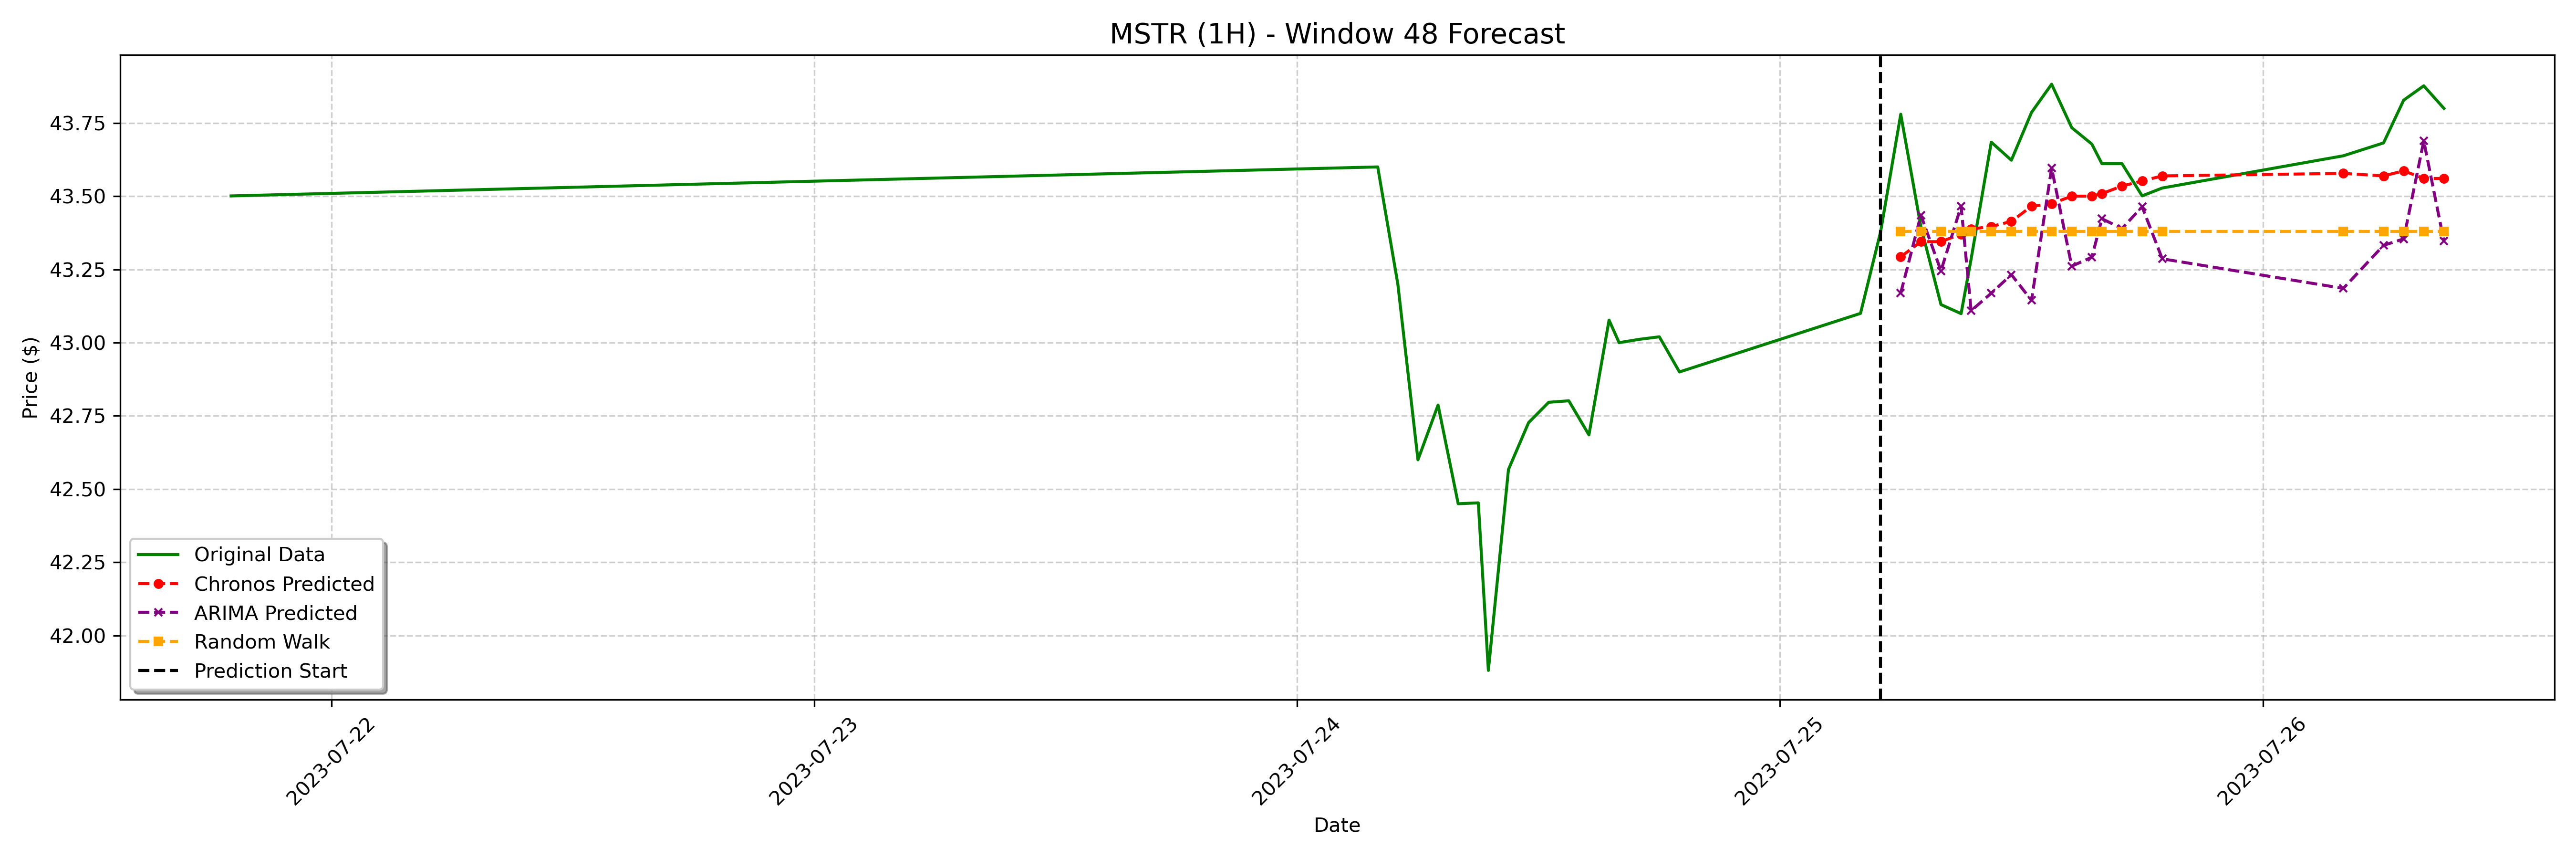 MSTR (1H) - Window 48 Forecast
Price ($)
43.75
43.50
43.25
43.00
42.75
42.50
42.25
42.00
Original Data
Chronos Predicted
ARIMA Predicted
Random Walk
Prediction Start
2023-07-22
2023-07-23
2023-07-24
2023-07-25
2023-07-26
Date